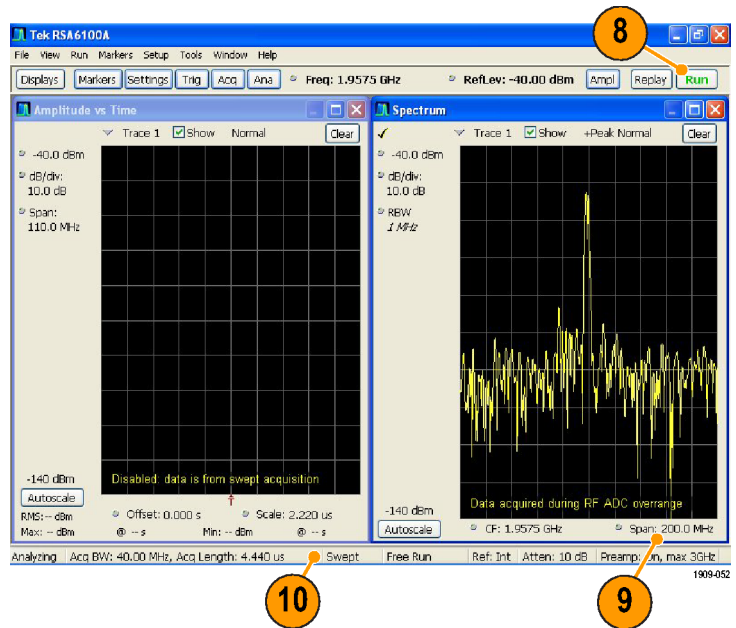 8
Tek RSA6100A
File View Run Markers Setup Tools Window Help
Displays Markers Settings Trig Acq Ana Freq: 1.9575 GHz RefLev: -40.00 dBm Ampl Replay Run
Amplitude vs Time
Trace 1 Show Normal Clear
-40.0 dBm
dB/div:
10.0 dB
Span:
110.0 MHz
Disabled: data is from swept acquisition
-140 dBm
Autoscale
Offset: 0.000 s Scale: 2.220 us
RMS: -- dBm
Max: -- dBm @ -- s Min: -- dBm @ -- s
Spectrum
Trace 1 Show +Peak Normal Clear
-40.0 dBm
dB/div:
10.0 dB
RBW
1 MHz
Data acquired during RF ADC overrange
-140 dBm
Autoscale
CF: 1.9575 GHz Span: 200.0 MHz
Analyzing Acq BW: 40.00 MHz, Acq Length: 4.440 us Swept Free Run Ref: Int Atten: 10 dB Preamp: On, max 3GHz
1909-052
10
9